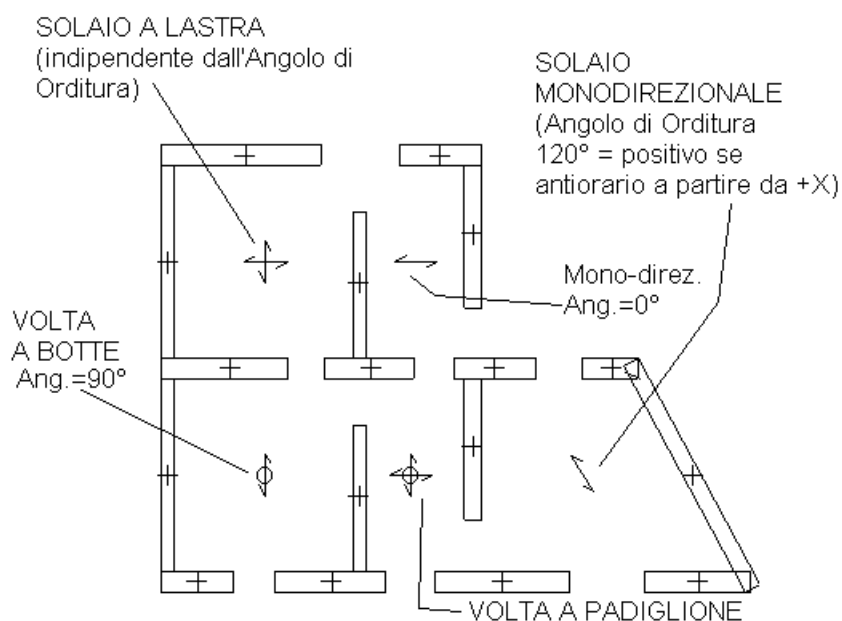 SOLAIO A LASTRA
(indipendente dall'Angolo di
Orditura)
SOLAIO
MONODIREZIONALE
(Angolo di Orditura
120° = positivo se
antiorario a partire da +X)
Mono-direz.
Ang.=0°
VOLTA
A BOTTE
Ang.=90°
VOLTA A PADIGLIONE